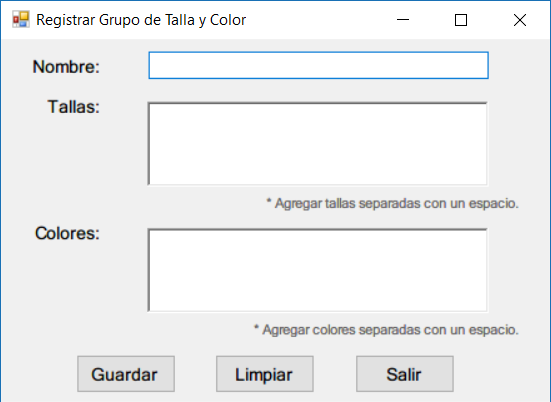 Registrar Grupo de Talla y Color
Nombre:
Tallas:
* Agregar tallas separadas con un espacio.
Colores:
* Agregar colores separadas con un espacio.
Guardar Limpiar Salir